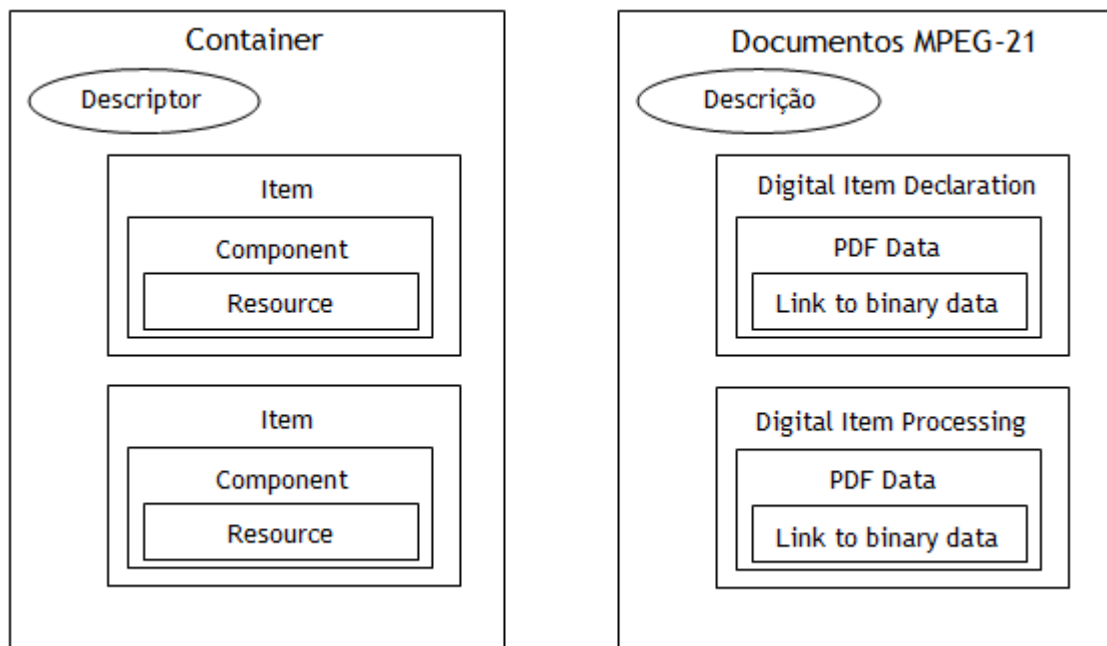 Container
Descriptor
Item
Component
Resource
Item
Component
Resource
Documentos MPEG-21
Descrição
Digital Item Declaration
PDF Data
Link to binary data
Digital Item Processing
PDF Data
Link to binary data